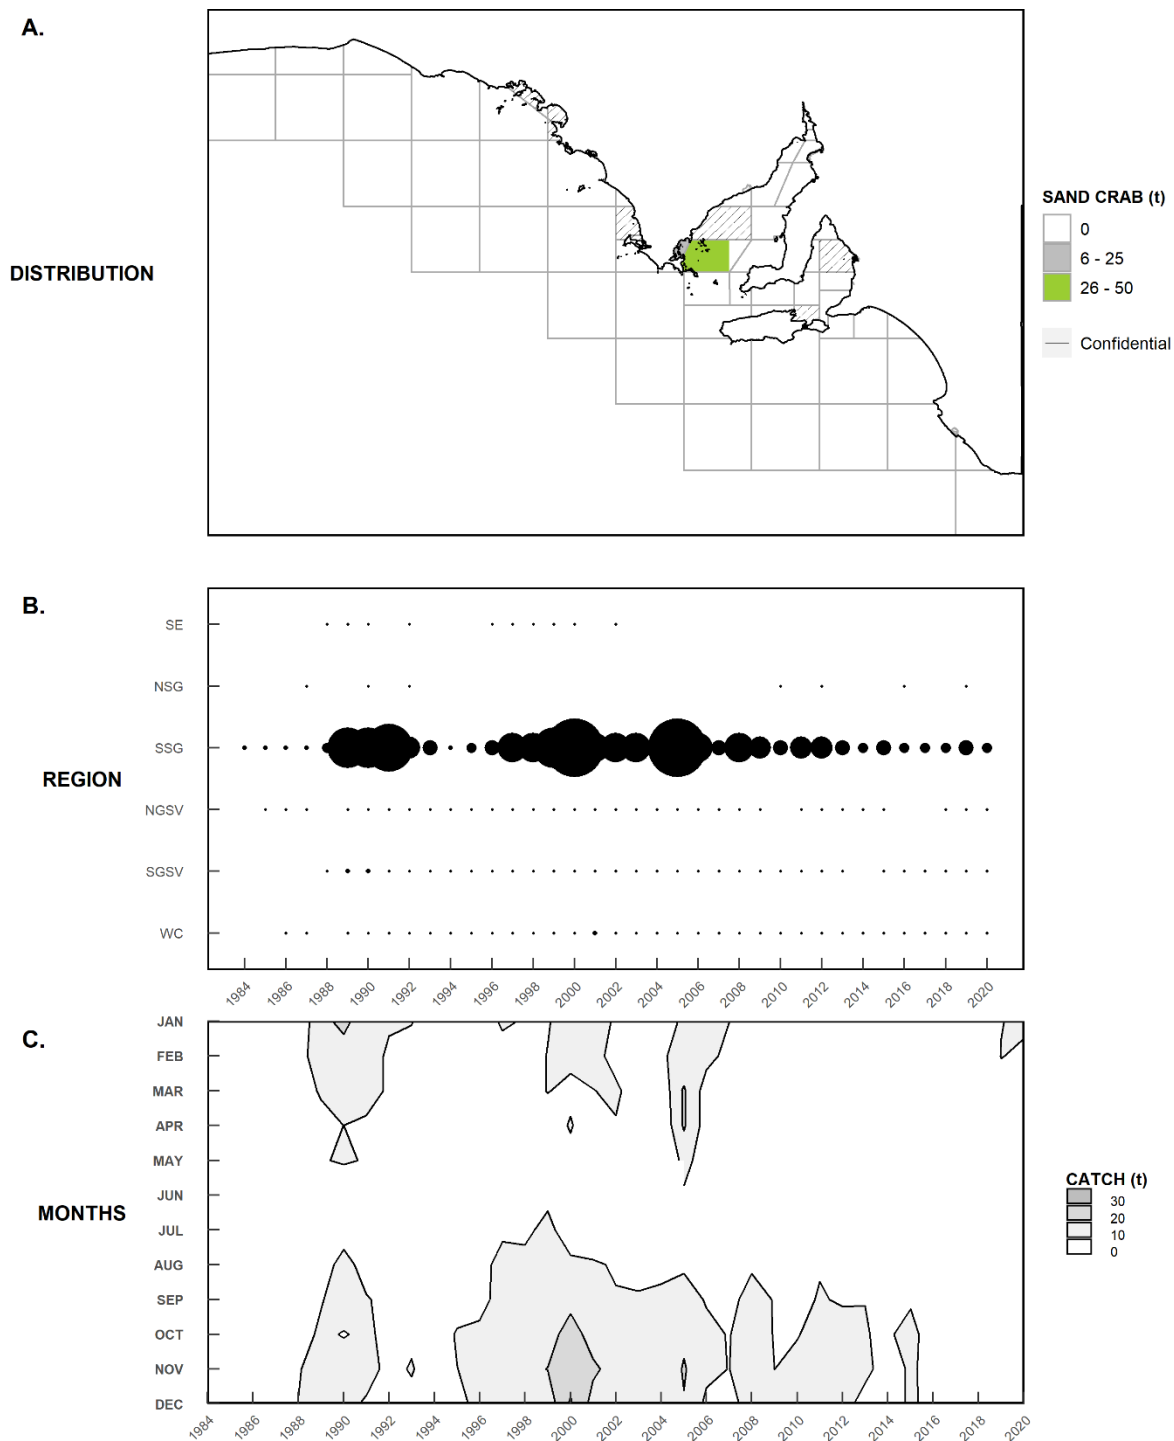 A.
DISTRIBUTION
SAND CRAB (t)
0
6 - 25
26 - 50
Confidential
B.
REGION
SE
NSG
SSG
NGSV
SGSV
WC
1984 1986 1988 1990 1992 1994 1996 1998 2000 2002 2004 2006 2008 2010 2012 2014 2016 2018 2020
C.
MONTHS
JAN
FEB
MAR
APR
MAY
JUN
JUL
AUG
SEP
OCT
NOV
DEC
1984 1986 1988 1990 1992 1994 1996 1998 2000 2002 2004 2006 2008 2010 2012 2014 2016 2018 2020
CATCH (t)
30
20
10
0